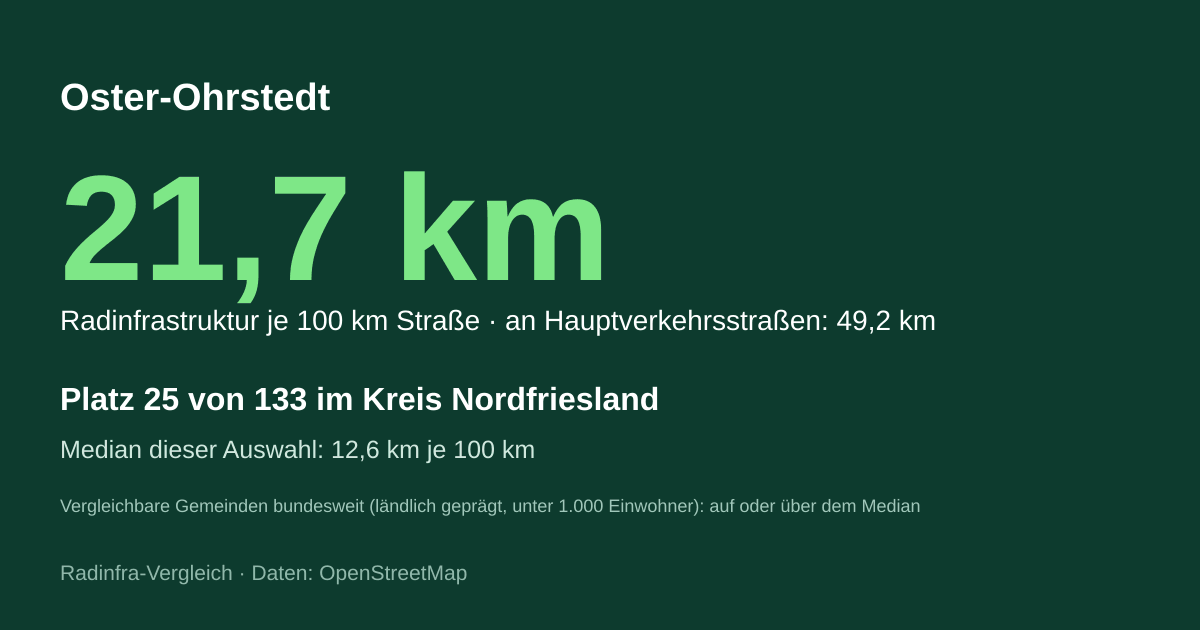 Oster-Ohrstedt
21,7 km
Radinfrastruktur je 100 km Straße · an Hauptverkehrsstraßen: 49,2 km
Platz 25 von 133 im Kreis Nordfriesland
Median dieser Auswahl: 12,6 km je 100 km
Vergleichbare Gemeinden bundesweit (ländlich geprägt, unter 1.000 Einwohner): auf oder über dem Median
Radinfra-Vergleich · Daten: OpenStreetMap